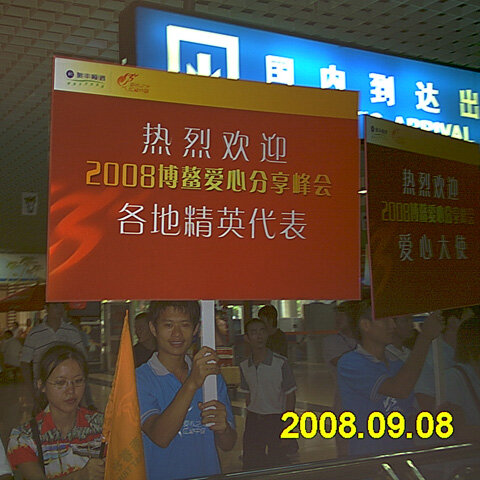 国内到达出
ARRIVAL
热烈欢迎
2008博鳌爱心分享峰会
各地精英代表
热烈欢迎
2008博鳌爱心分享峰会
爱心大使
2008.09.08